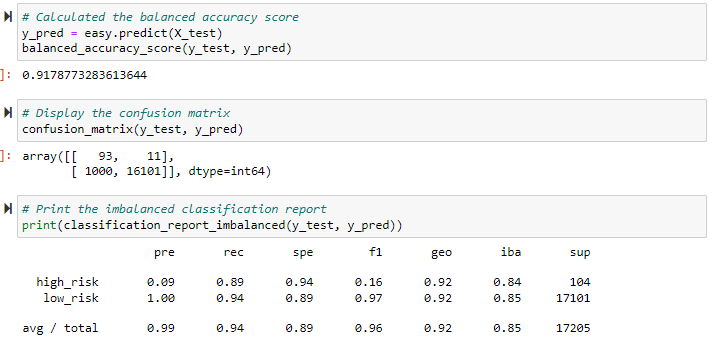 # Calculated the balanced accuracy score
y_pred = easy.predict(X_test)
balanced_accuracy_score(y_test, y_pred)
]: 0.9178773283613644
# Display the confusion matrix
confusion_matrix(y_test, y_pred)
]: array([[   93,    11],
       [ 1000, 16101]], dtype=int64)
# Print the imbalanced classification report
print(classification_report_imbalanced(y_test, y_pred))
pre rec spe f1 geo iba sup
high_risk 0.09 0.89 0.94 0.16 0.92 0.84 104
low_risk 1.00 0.94 0.89 0.97 0.92 0.85 17101
avg / total 0.99 0.94 0.89 0.96 0.92 0.85 17205